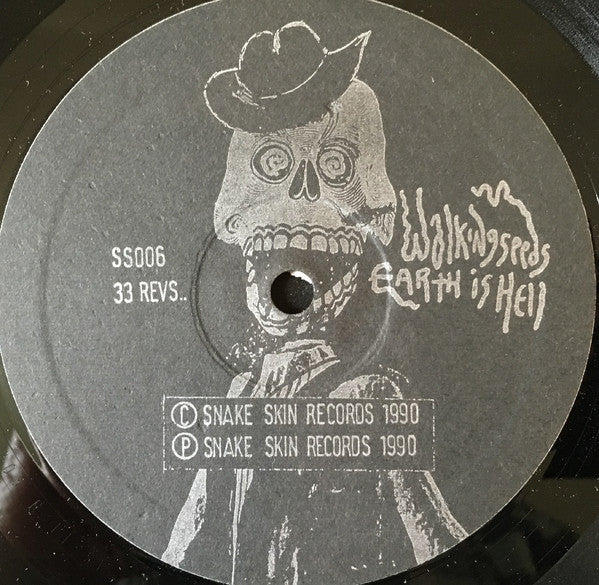 Walkingseeds
EARTH is HEll
SS006
33 REVS..
Ⓒ SNAKE SKIN RECORDS 1990
Ⓟ SNAKE SKIN RECORDS 1990